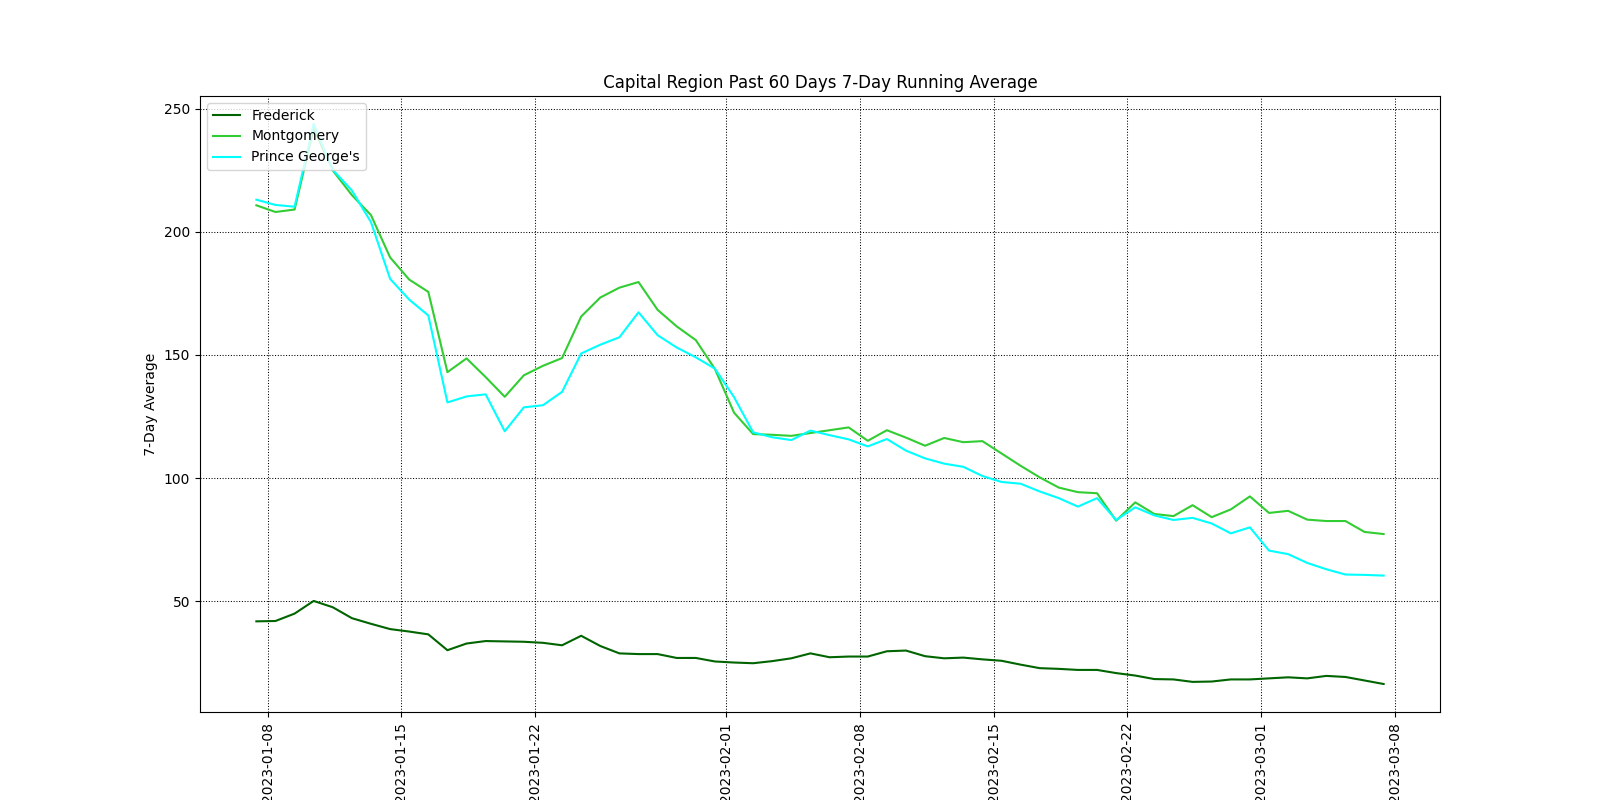 Capital Region Past 60 Days 7-Day Running Average
Frederick
Montgomery
Prince George's
7-Day Average
250
200
150
100
50
2023-01-08
2023-01-15
2023-01-22
2023-02-01
2023-02-08
2023-02-15
2023-02-22
2023-03-01
2023-03-08